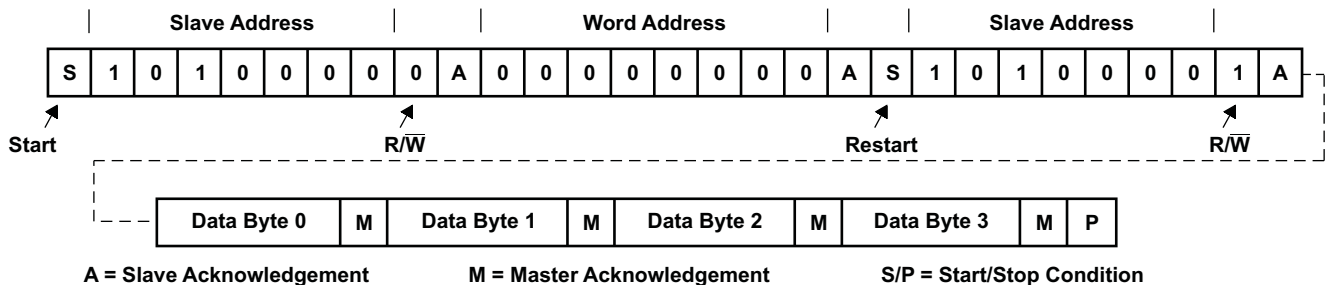 Slave Address Word Address Slave Address
S 1 0 1 0 0 0 0 0 A 0 0 0 0 0 0 0 0 A S 1 0 1 0 0 0 0 1 A
Start R/W̅ Restart R/W̅
Data Byte 0 M Data Byte 1 M Data Byte 2 M Data Byte 3 M P
A = Slave Acknowledgement M = Master Acknowledgement S/P = Start/Stop Condition